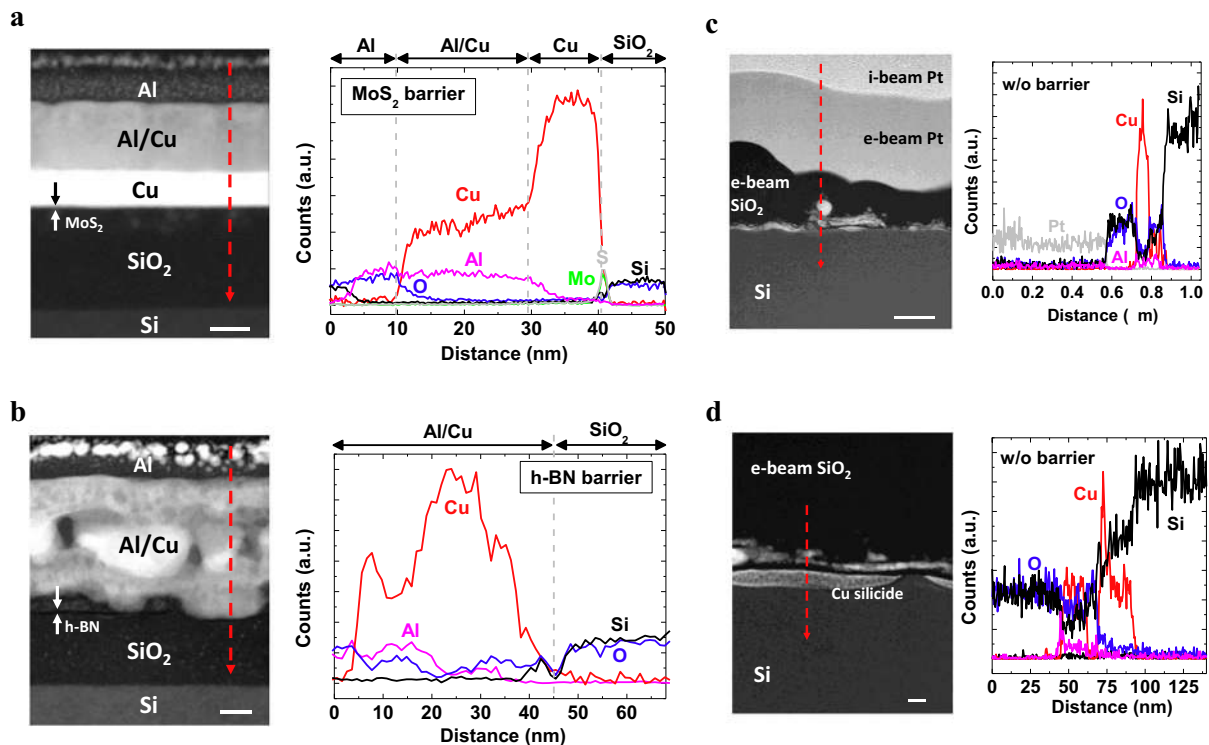 a
Al
Al/Cu
Cu
MoS₂
SiO₂
Si
Al Al/Cu Cu SiO₂
MoS₂ barrier
Counts (a.u.)
Cu
Al
O
S
Mo
Si
0 10 20 30 40 50
Distance (nm)
b
Al
Al/Cu
h-BN
SiO₂
Si
Al/Cu SiO₂
h-BN barrier
Counts (a.u.)
Cu
Al
Si
O
0 10 20 30 40 50 60
Distance (nm)
c
i-beam Pt
e-beam Pt
e-beam
SiO₂
Si
w/o barrier
Si
Cu
O
Pt
Al
Counts (a.u.)
0.0 0.2 0.4 0.6 0.8 1.0
Distance ( m)
d
e-beam SiO₂
Cu silicide
Si
w/o barrier
Cu
Si
O
Counts (a.u.)
0 25 50 75 100 125
Distance (nm)